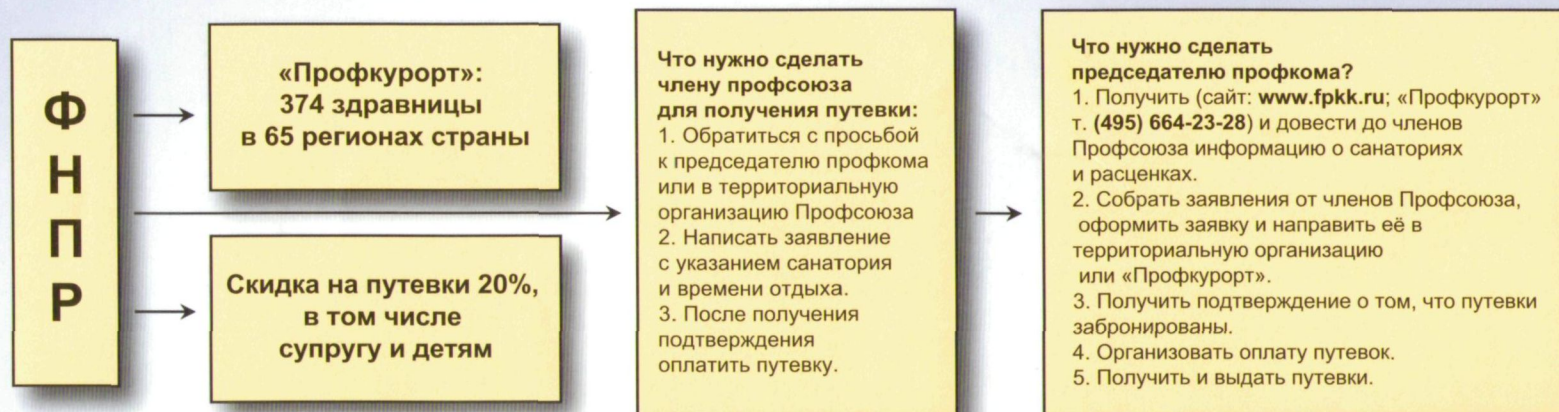 Ф
Н
П
Р
«Профкурорт»:
374 здравницы
в 65 регионах страны
Скидка на путевки 20%,
в том числе
супругу и детям
Что нужно сделать
члену профсоюза
для получения путевки:
1. Обратиться с просьбой
к председателю профкома
или в территориальную
организацию Профсоюза
2. Написать заявление
с указанием санатория
и времени отдыха.
3. После получения
подтверждения
оплатить путевку.
Что нужно сделать
председателю профкома?
1. Получить (сайт: www.fpkk.ru; «Профкурорт»
т. (495) 664-23-28) и довести до членов
Профсоюза информацию о санаториях
и расценках.
2. Собрать заявления от членов Профсоюза,
оформить заявку и направить её в
территориальную организацию
или «Профкурорт».
3. Получить подтверждение о том, что путевки
забронированы.
4. Организовать оплату путевок.
5. Получить и выдать путевки.